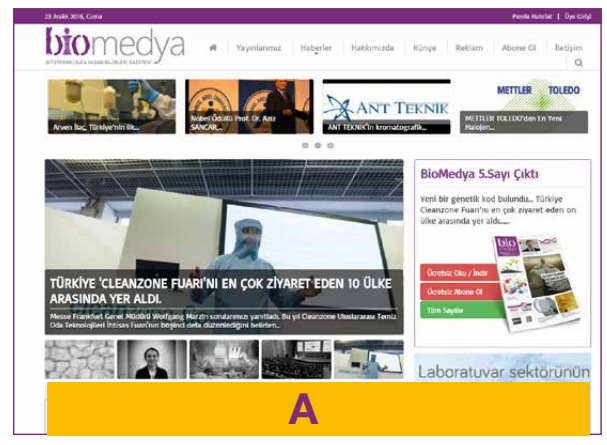 23 Aralık 2016, Cuma
Parola Hatırlat | Üye Girişi
biomedya
BİYOTEKNOLOJİ & YAŞAM BİLİMLERİ GAZETESİ
Yayınlarımız Haberler Hakkımızda Künye Reklam Abone Ol İletişim
Arven İlaç, Türkiye'nin ilk...
Nobel Ödüllü Prof. Dr. Aziz
SANCAR...
ANT TEKNIK
ANT TEKNİK'in kromatografik...
METTLER TOLEDO
METTLER TOLEDO'dan En Yeni
Halojen...
TÜRKİYE 'CLEANZONE FUARI'NI EN ÇOK ZİYARET EDEN 10 ÜLKE
ARASINDA YER ALDI.
Messe Frankfurt Genel Müdürü Wolfgang Marzin sorularımızı yanıtladı. Bu yıl Cleanzone Uluslararası Temiz
Oda Teknolojileri İhtisas Fuarı'nın beşinci defa düzenlediğini belirten...
BioMedya 5.Sayı Çıktı
Yeni bir genetik kod bulundu... Türkiye
Cleanzone Fuarı'nı en çok ziyaret eden on
ülke arasında yer aldı.....
bio
Ücretsiz Oku / İndir
Ücretsiz Abone Ol
Tüm Sayılar
Laboratuvar sektörünün
A